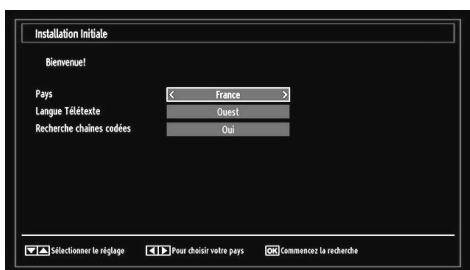 Installation Initiale
Bienvenue!
Pays < France >
Langue Télétexte Ouest
Recherche chaînes codées Oui
Sélectionner le réglage Pour choisir votre pays OK Commencez la recherche